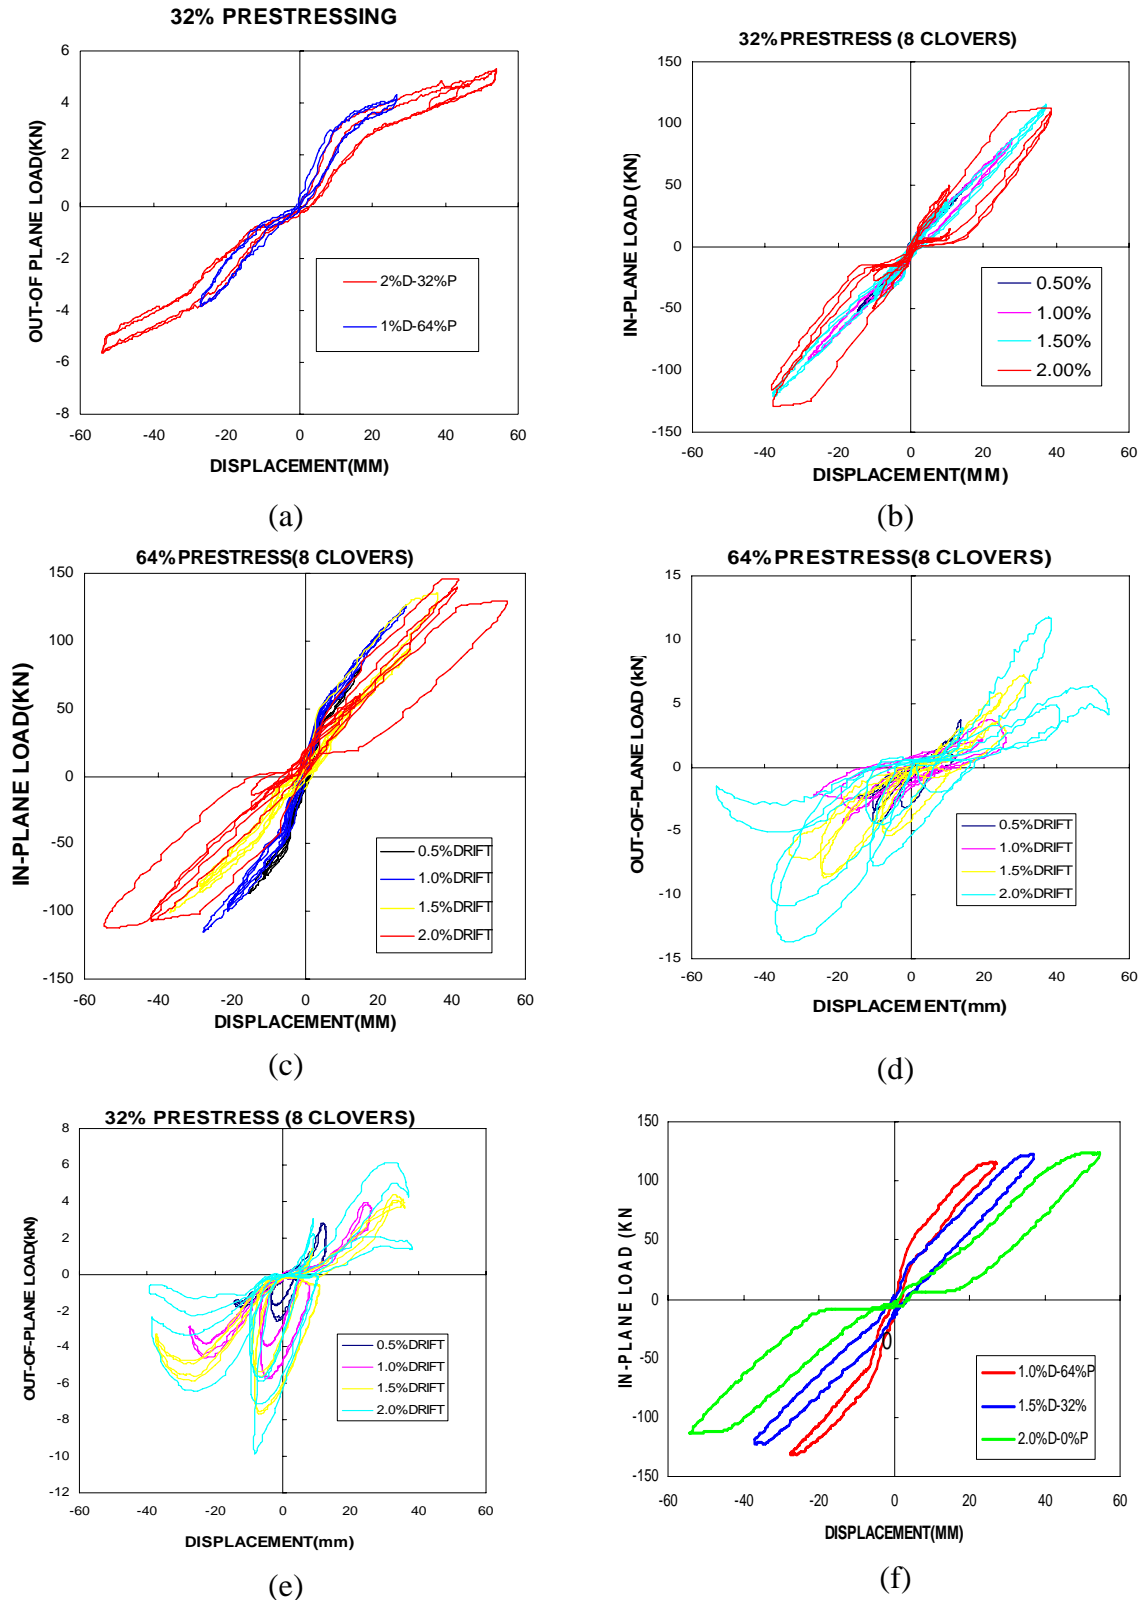 32% PRESTRESSING
OUT-OF PLANE LOAD(KN)
6
4
2
0
-2
-4
-6
-8
-60 -40 -20 0 20 40 60
2%D-32%P
1%D-64%P
DISPLACEMENT(MM)
(a)
32%PRESTRESS (8 CLOVERS)
IN-PLANE LOAD (KN)
150
100
50
0
-50
-100
-150
-60 -40 -20 0 20 40 60
0.50%
1.00%
1.50%
2.00%
DISPLACEMENT(MM)
(b)
64%PRESTRESS(8 CLOVERS)
IN-PLANE LOAD(KN)
150
100
50
0
-50
-100
-150
-60 -40 -20 0 20 40 60
0.5%DRIFT
1.0%DRIFT
1.5%DRIFT
2.0%DRIFT
DISPLACEMENT(MM)
(c)
64%PRESTRESS(8 CLOVERS)
OUT-OF-PLANE LOAD(kN)
15
10
5
0
-5
-10
-15
-60 -40 -20 0 20 40 60
0.5%DRIFT
1.0%DRIFT
1.5%DRIFT
2.0%DRIFT
DISPLACEMENT(mm)
(d)
32% PRESTRESS (8 CLOVERS)
OUT-OF-PLANE LOAD(kN)
8
6
4
2
0
-2
-4
-6
-8
-10
-12
-60 -40 -20 0 20 40 60
0.5%DRIFT
1.0%DRIFT
1.5%DRIFT
2.0%DRIFT
DISPLACEMENT(mm)
(e)
IN-PLANE LOAD (KN
150
100
50
0
-50
-100
-150
0
-60 -40 -20 0 20 40 60
1.0%D-64%P
1.5%D-32%
2.0%D-0%P
DISPLACEMENT(MM)
(f)